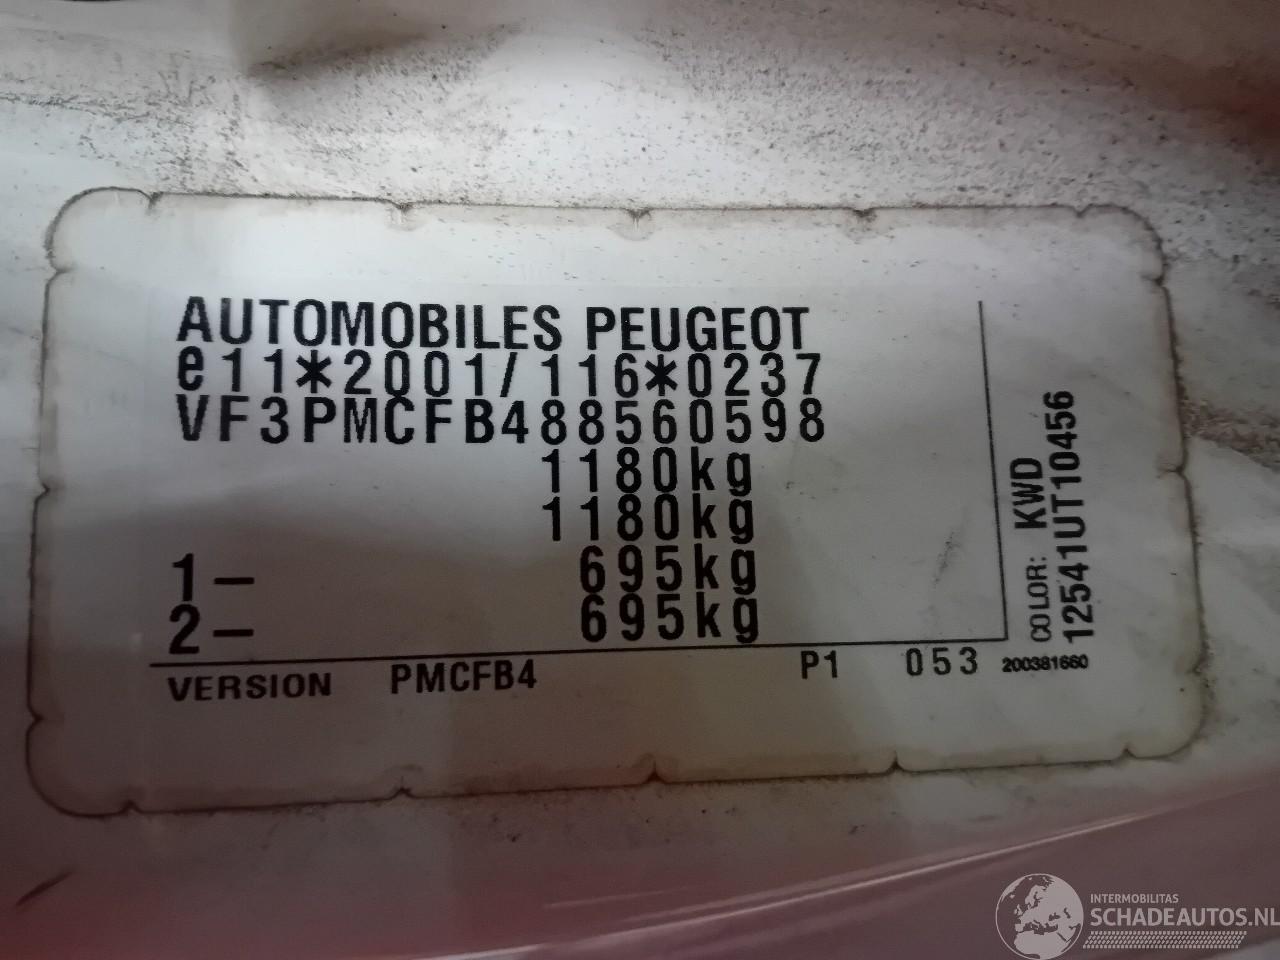 AUTOMOBILES PEUGEOT
e11*2001/116*0237
VF3PMCFB488560598
1180kg
1180kg
1- 695kg
2- 695kg
VERSION PMCFB4 P1 053
COLOR: KWD
12541UT10456
200381660
INTERMOBILITAS
SCHADEAUTOS.NL